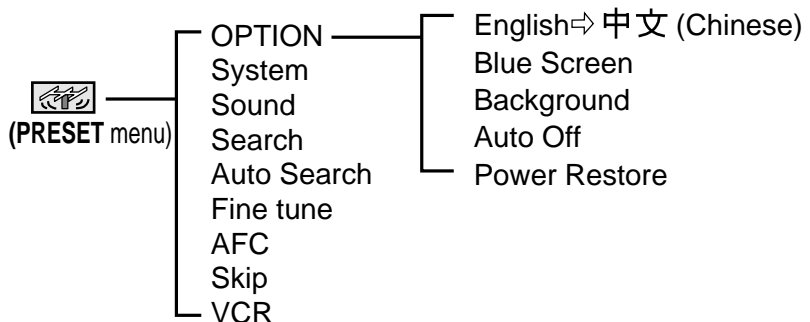 (PRESET menu)
OPTION
System
Sound
Search
Auto Search
Fine tune
AFC
Skip
VCR
English⇨中文 (Chinese)
Blue Screen
Background
Auto Off
Power Restore